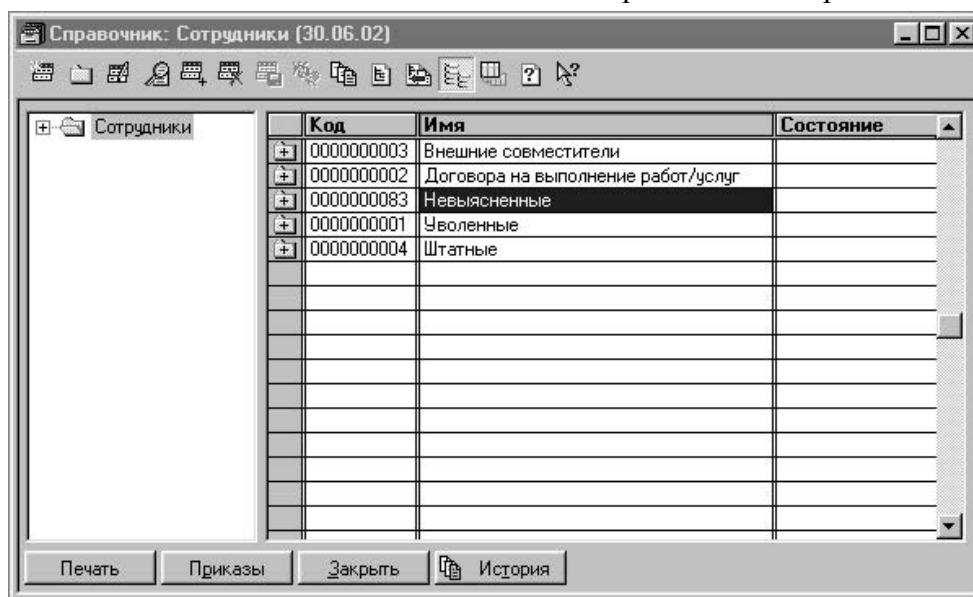 Справочник: Сотрудники (30.06.02)
Сотрудники
Код Имя Состояние
0000000003 Внешние совместители
0000000002 Договора на выполнение работ/услуг
0000000083 Невыясненные
0000000001 Уволенные
0000000004 Штатные
Печать Приказы Закрыть История